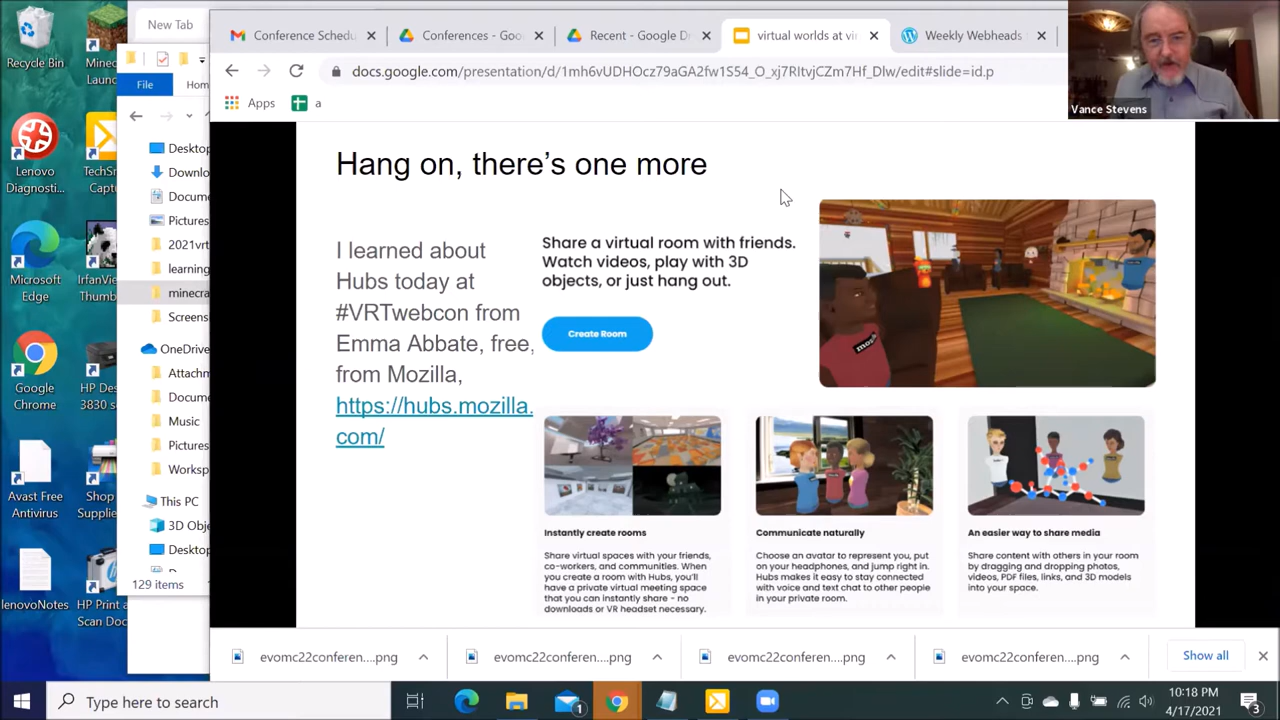 New Tab
Conference Schedu
Conferences - Goo
Recent - Google Dr
virtual worlds at vir
Weekly Webheads
docs.google.com/presentation/d/1mh6vUDHOcz79aGA2fw1S54_O_xj7RltvjCZm7Hf_Dlw/edit#slide=id.p
Apps
a
Vance Stevens
Recycle Bin
Minec
Laun
Lenovo
Diagnosti...
TechSn
Capt
Microsoft
Edge
IrfanVie
Thumb
Google
Chrome
HP Des
3830 s
Avast Free
Antivirus
Shop
Supplie
lenovoNotes
HP Print a
Scan Doc
File
Hom
Desktop
Downlo
Docume
Pictures
2021vrt
learning
minecra
Screens
OneDrive
Attachm
Docume
Music
Pictures
Worksp
This PC
3D Obje
Desktop
129 items
Hang on, there's one more
I learned about
Hubs today at
#VRTwebcon from
Emma Abbate, free,
from Mozilla,
https://hubs.mozilla.
com/
Share a virtual room with friends.
Watch videos, play with 3D
objects, or just hang out.
Create Room
Instantly create rooms
Share virtual spaces with your friends,
co-workers, and communities. When
you create a room with Hubs, you'll
have a private virtual meeting space
that you can instantly share - no
downloads or VR headset necessary.
Communicate naturally
Choose an avatar to represent you, put
on your headphones, and jump right in.
Hubs makes it easy to stay connected
with voice and text chat to other people
in your private room.
An easier way to share media
Share content with others in your room
by dragging and dropping photos,
videos, PDF files, links, and 3D models
into your space.
evomc22conferen....png
evomc22conferen....png
evomc22conferen....png
evomc22conferen....png
Show all
Type here to search
1
10:18 PM
4/17/2021
3